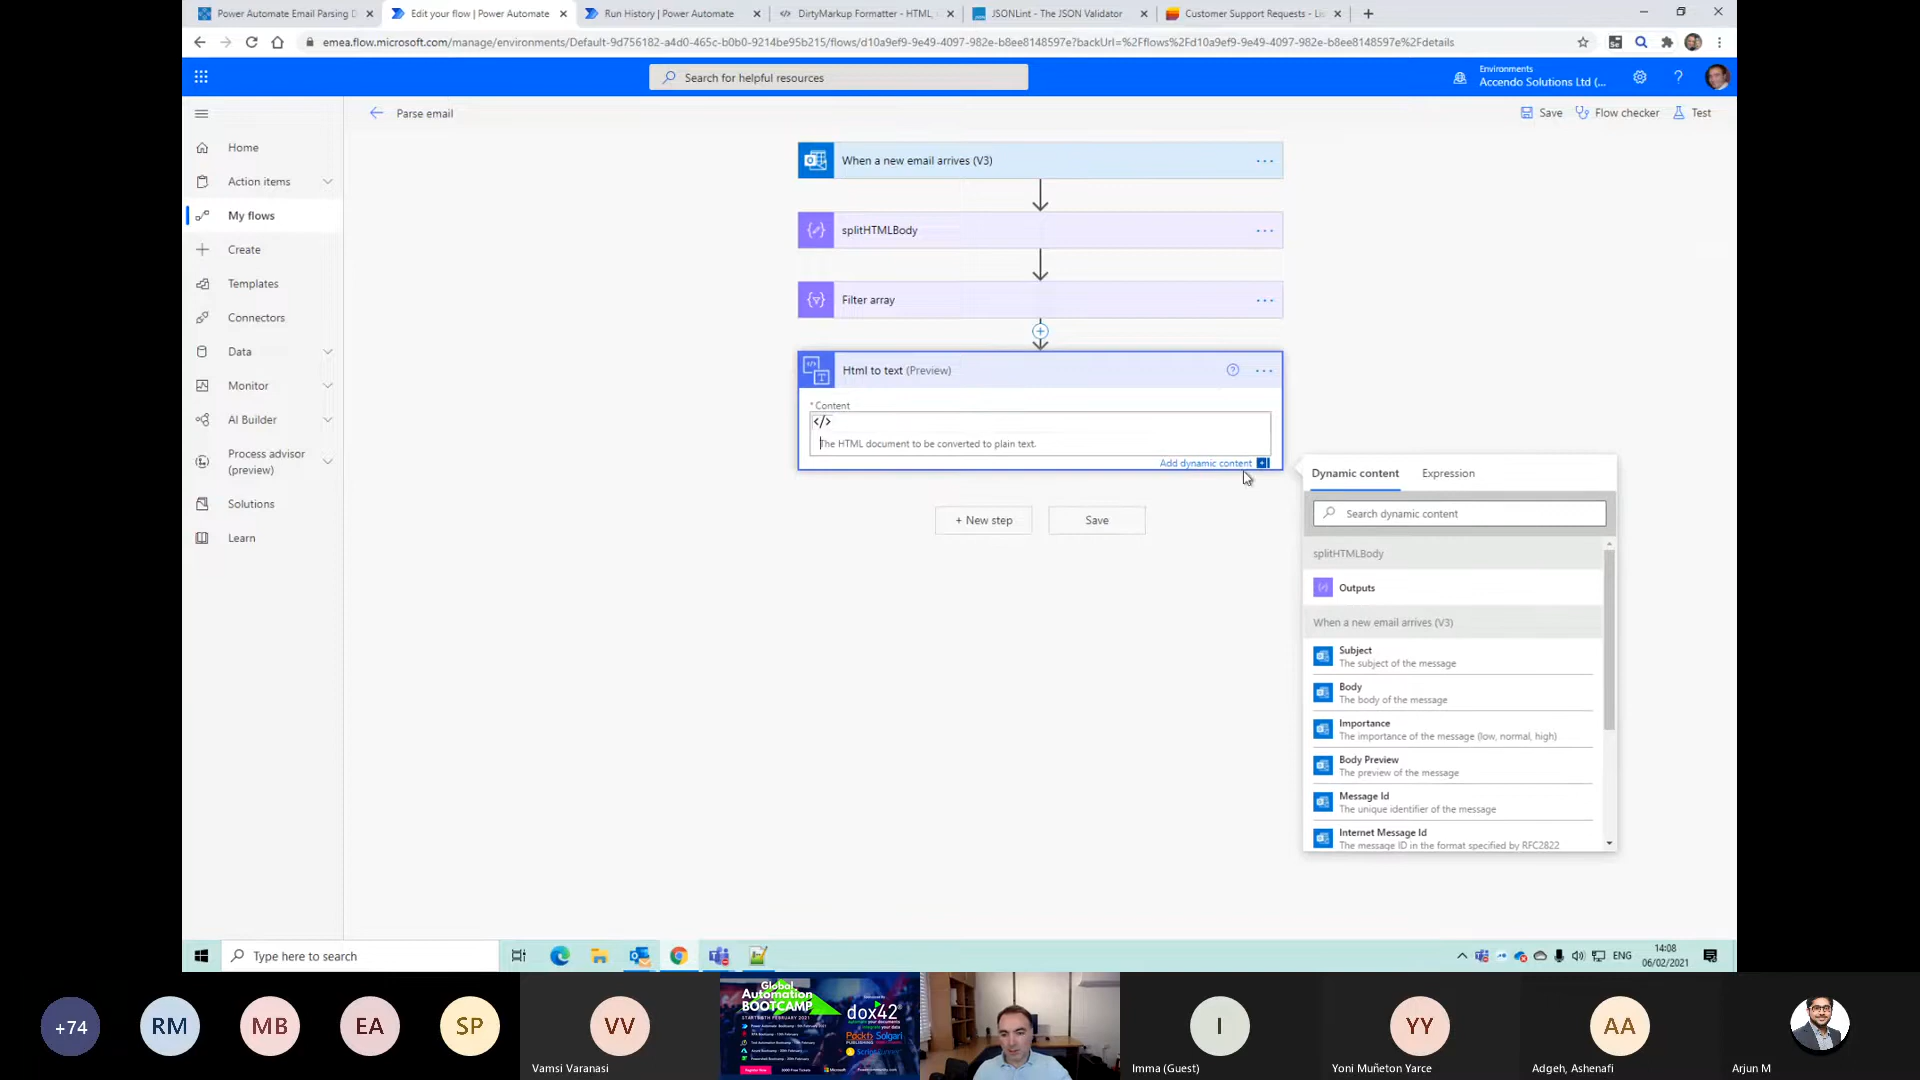 Power Automate Email Parsing D
Edit your flow | Power Automate
Run History | Power Automate
DirtyMarkup Formatter - HTML,
JSONLint - The JSON Validator
Customer Support Requests - Lis
emea.flow.microsoft.com/manage/environments/Default-9d756182-a4d0-465c-b0b0-9214be95b215/flows/d10a9ef9-9e49-4097-982e-b8ee8148597e?backUrl=%2Fflows%2Fd10a9ef9-9e49-4097-982e-b8ee8148597e%2Fdetails
Search for helpful resources
Environments
Accendo Solutions Ltd (...
Parse email
Save
Flow checker
Test
Home
Action items
My flows
Create
Templates
Connectors
Data
Monitor
AI Builder
Process advisor
(preview)
Solutions
Learn
When a new email arrives (V3)
splitHTMLBody
Filter array
Html to text (Preview)
* Content
</>
The HTML document to be converted to plain text.
Add dynamic content
+ New step
Save
Dynamic content
Expression
Search dynamic content
splitHTMLBody
Outputs
When a new email arrives (V3)
Subject
The subject of the message
Body
The body of the message
Importance
The importance of the message (low, normal, high)
Body Preview
The preview of the message
Message Id
The unique identifier of the message
Internet Message Id
The message ID in the format specified by RFC2822
Type here to search
ENG
14:08
06/02/2021
+74
RM
MB
EA
SP
VV
Vamsi Varanasi
Global
Automation
BOOTCAMP
dox42
I
Imma (Guest)
YY
Yoni Muñeton Yarce
AA
Adgeh, Ashenafi
Arjun M